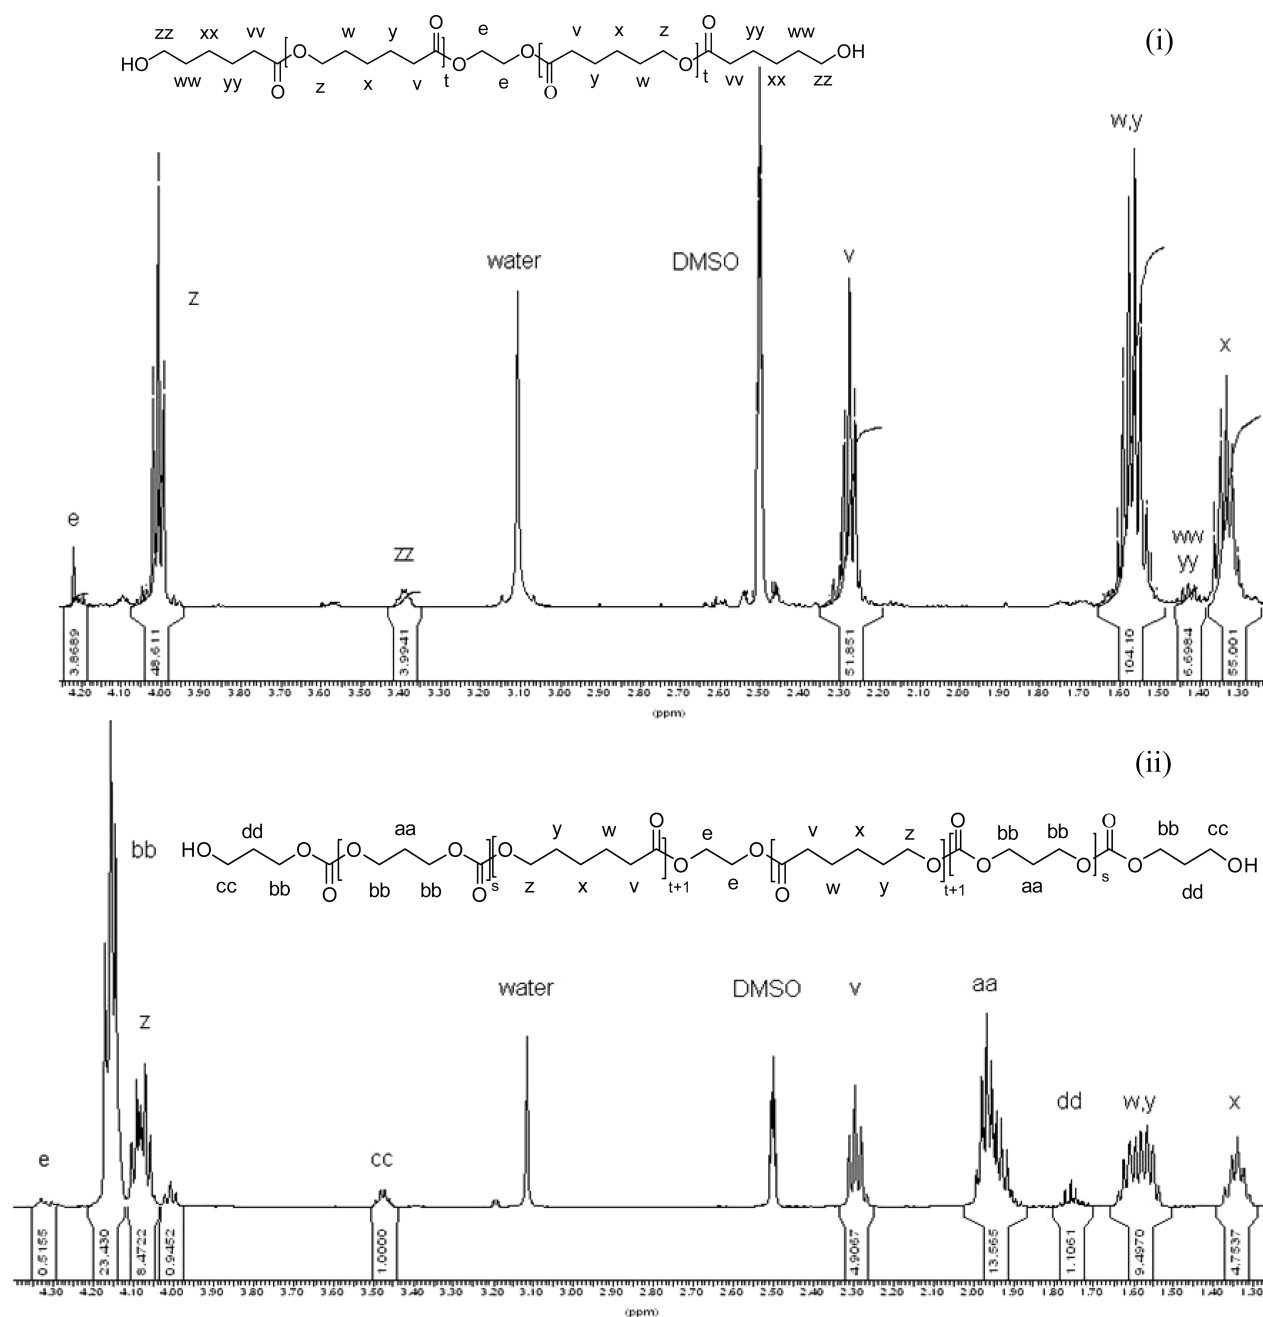 (i)
zz xx vv w y e v x z yy ww
HO O O O O O O O OH
ww yy O z x v t e O y w t vv xx zz
w,y
water
DMSO
v
z
x
e
zz
ww
yy
3.8689 48.611 3.9941 51.851 104.10 6.6984 55.001
4.20 4.10 4.00 3.90 3.80 3.70 3.60 3.50 3.40 3.30 3.20 3.10 3.00 2.90 2.80 2.70 2.60 2.50 2.40 2.30 2.20 2.10 2.00 1.90 1.80 1.70 1.60 1.50 1.40 1.30
(ppm)
(ii)
bb
dd aa y w O e v x z O bb bb bb cc
HO O O O O O O O O O O OH
cc bb O bb bb O s z x v t+1 e O w y t+1 aa s O dd
water
DMSO
v
aa
z
dd
w,y
x
e
cc
0.5155 23.430 8.4722 0.9452 1.0000 4.9067 13.565 1.1061 9.4970 4.7537
4.30 4.20 4.10 4.00 3.90 3.80 3.70 3.60 3.50 3.40 3.30 3.20 3.10 3.00 2.90 2.80 2.70 2.60 2.50 2.40 2.30 2.20 2.10 2.00 1.90 1.80 1.70 1.60 1.50 1.40 1.30
(ppm)